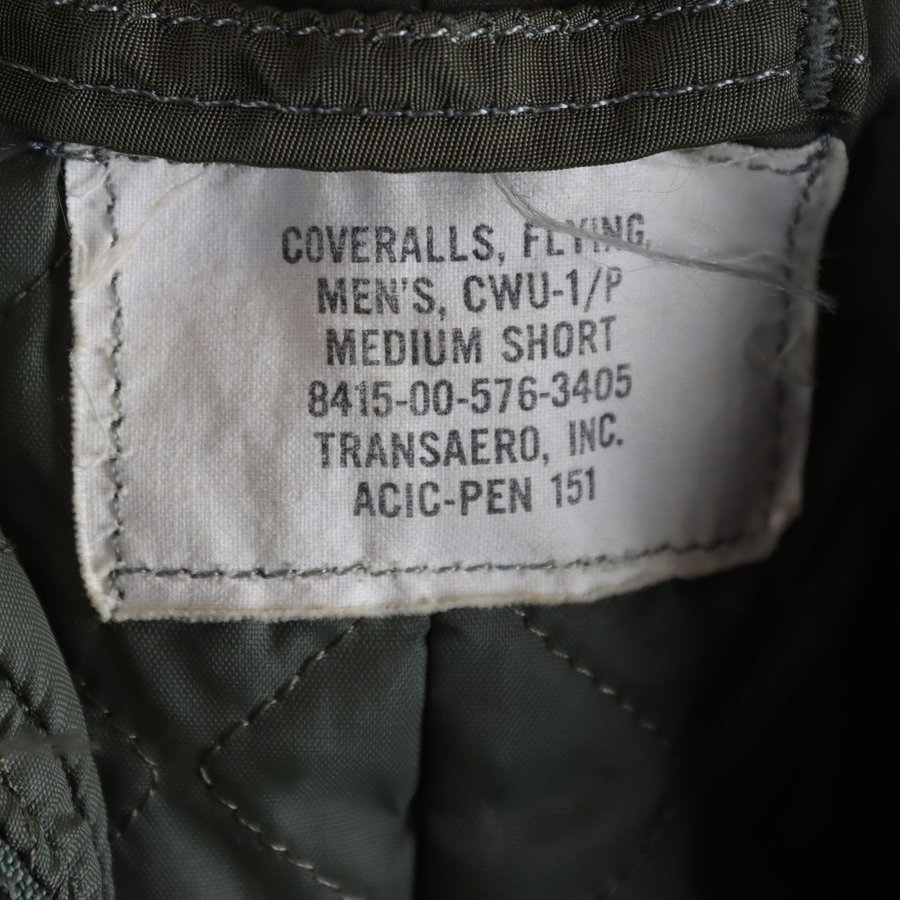 COVERALLS, FLYING,
MEN'S, CWU-1/P
MEDIUM SHORT
8415-00-576-3405
TRANSAERO, INC.
ACIC-PEN 151